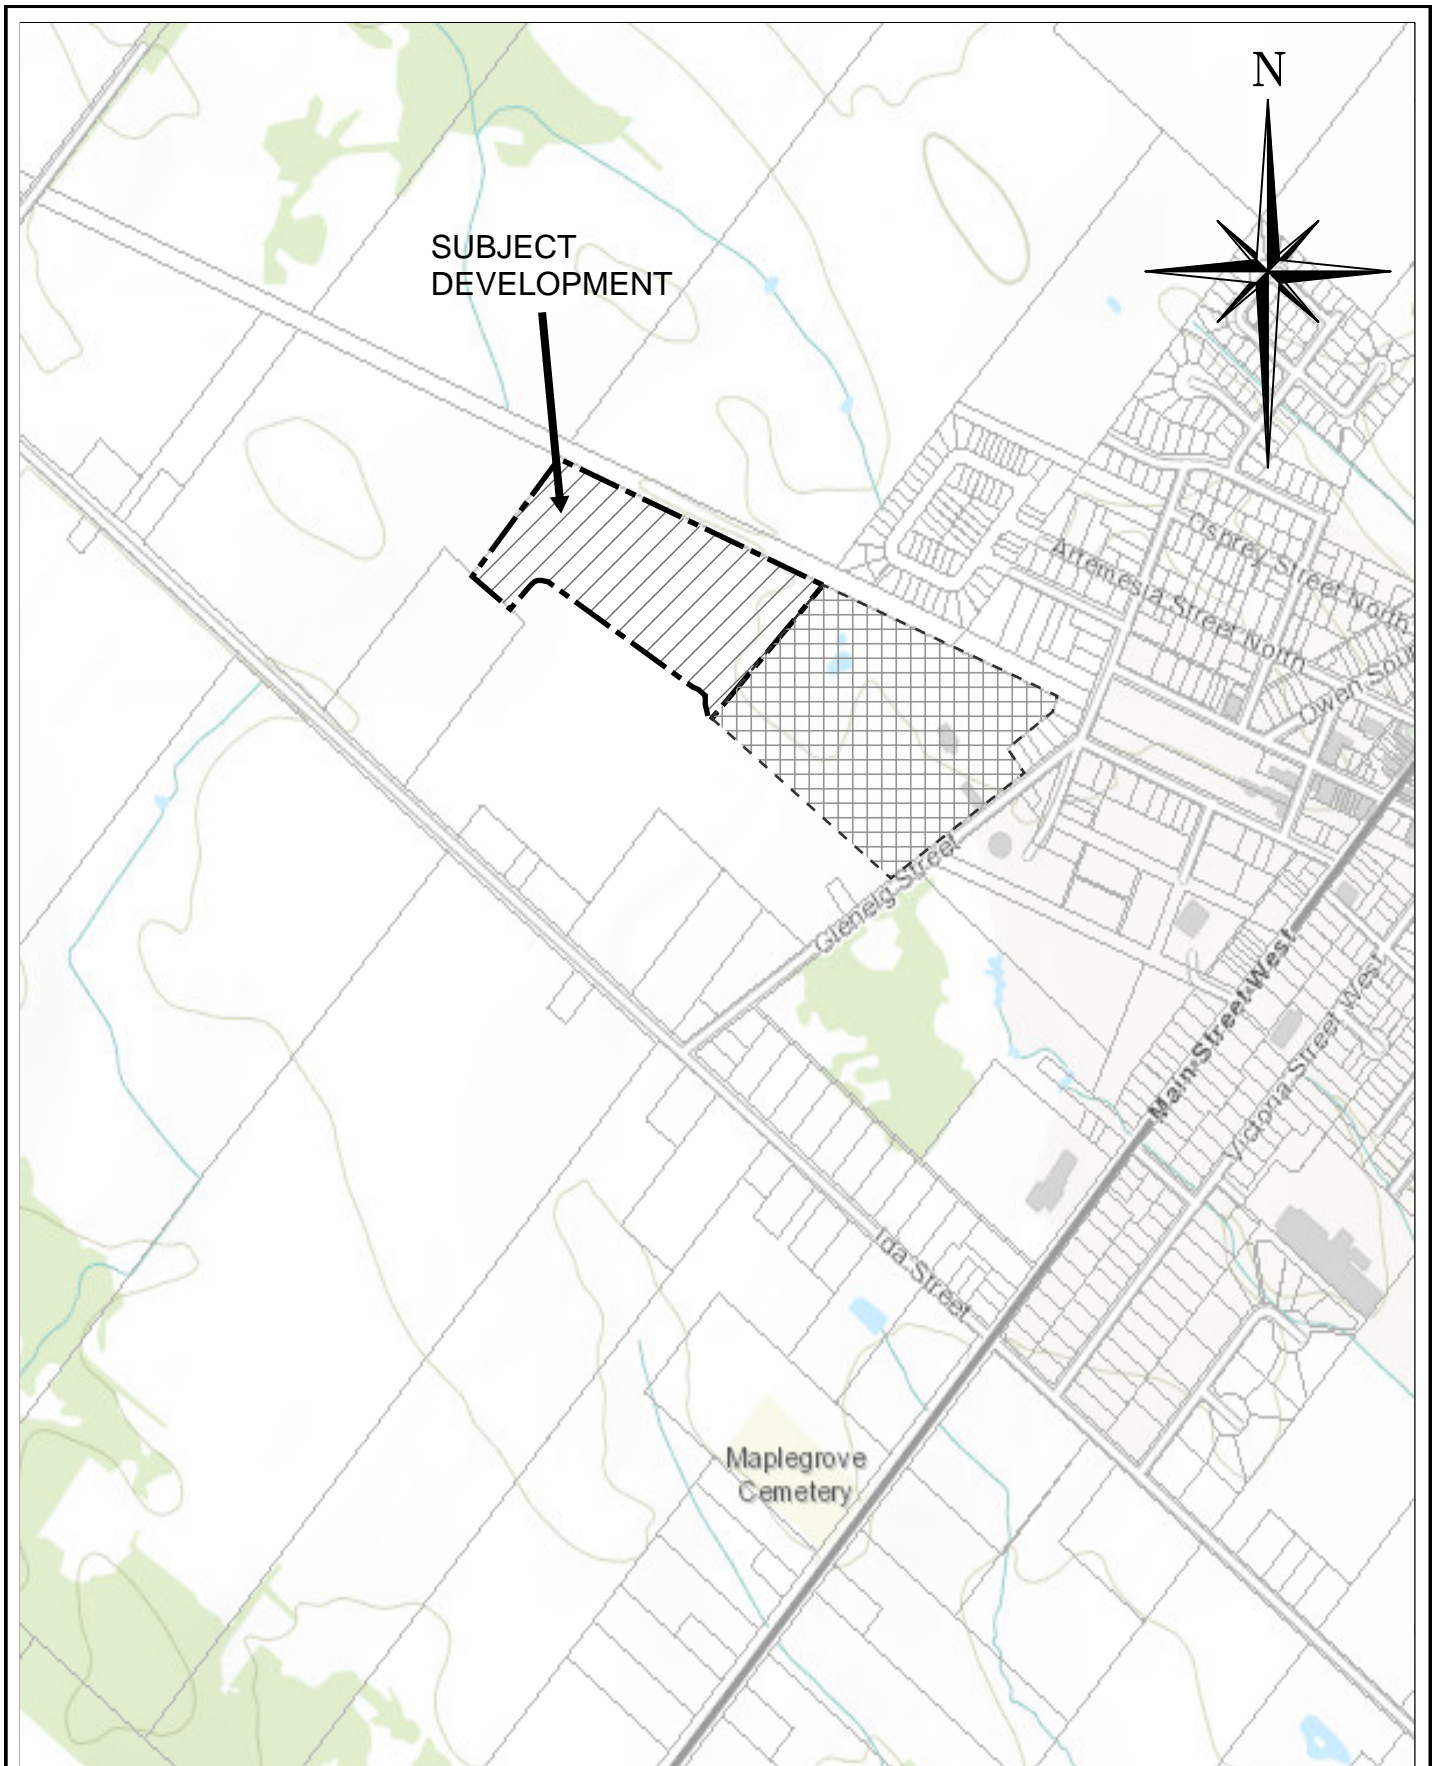 N
SUBJECT
DEVELOPMENT
Osprey Street North
Artemesia Street North
Owen Sou
Glenelg Street
Main Street West
Victoria Street West
Ida Street
Maplegrove
Cemetery